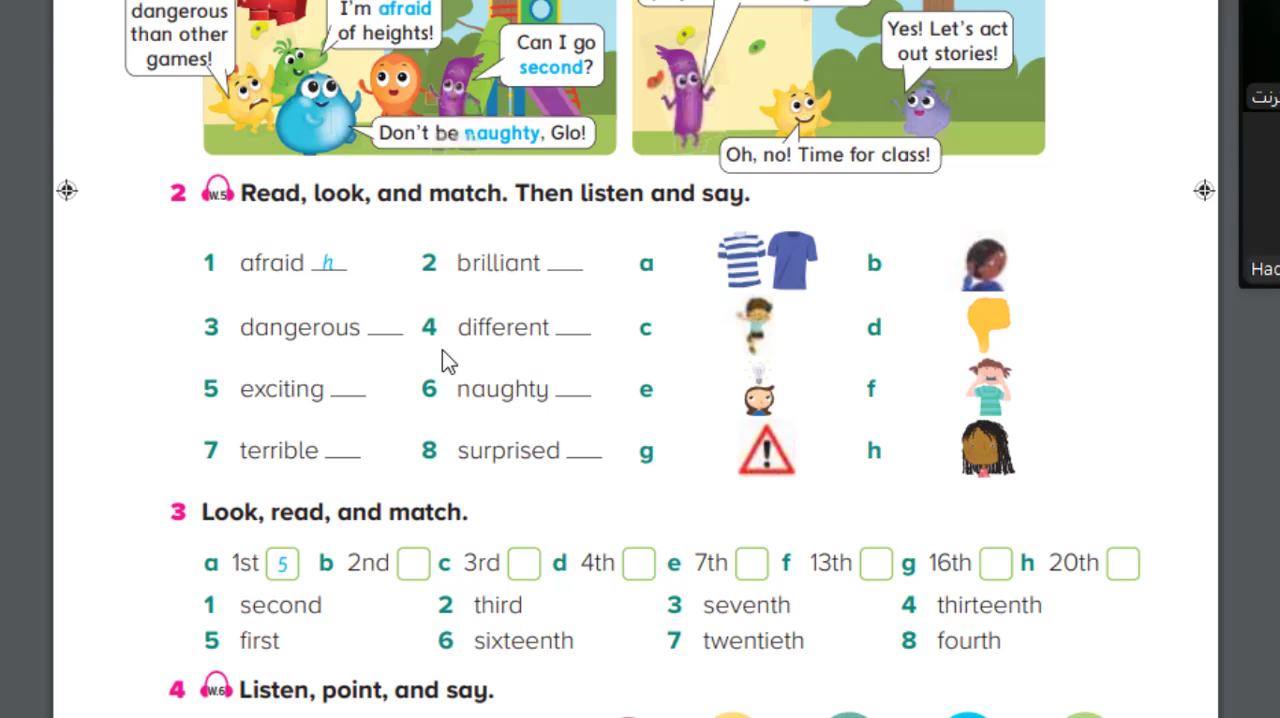 dangerous
than other
games!
I'm afraid
of heights!
Can I go
second?
Don't be naughty, Glo!
Yes! Let's act
out stories!
Oh, no! Time for class!
2 W.5 Read, look, and match. Then listen and say.
1 afraid h 2 brilliant ___ a b
3 dangerous ___ 4 different ___ c d
5 exciting ___ 6 naughty ___ e f
7 terrible ___ 8 surprised ___ g ! h
3 Look, read, and match.
a 1st 5 b 2nd c 3rd d 4th e 7th f 13th g 16th h 20th
1 second 2 third 3 seventh 4 thirteenth
5 first 6 sixteenth 7 twentieth 8 fourth
4 W.6 Listen, point, and say.